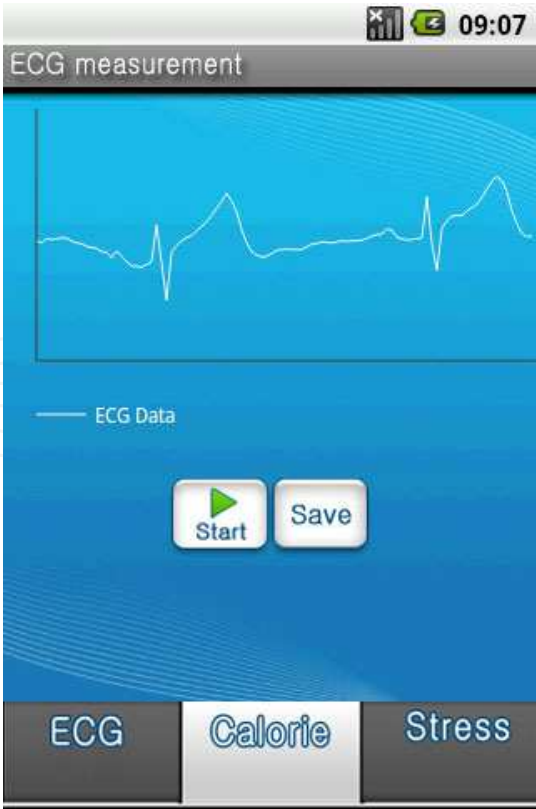 09:07
ECG measurement
ECG Data
Start
Save
ECG
Calorie
Stress